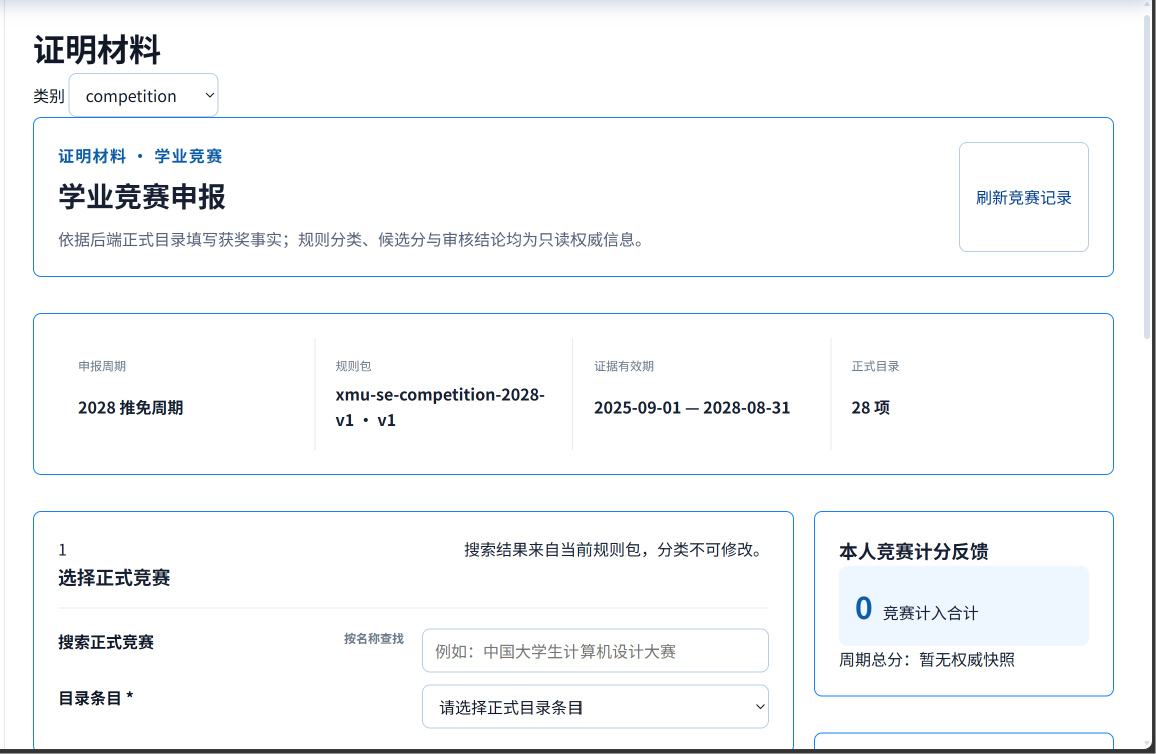 证明材料
类别 competition
证明材料 · 学业竞赛
学业竞赛申报
依据后端正式目录填写获奖事实；规则分类、候选分与审核结论均为只读权威信息。
刷新竞赛记录
申报周期
2028 推免周期
规则包
xmu-se-competition-2028-
v1 · v1
证据有效期
2025-09-01 — 2028-08-31
正式目录
28 项
1
选择正式竞赛
搜索结果来自当前规则包，分类不可修改。
搜索正式竞赛
按名称查找
例如：中国大学生计算机设计大赛
目录条目 *
请选择正式目录条目
本人竞赛计分反馈
0 竞赛计入合计
周期总分：暂无权威快照